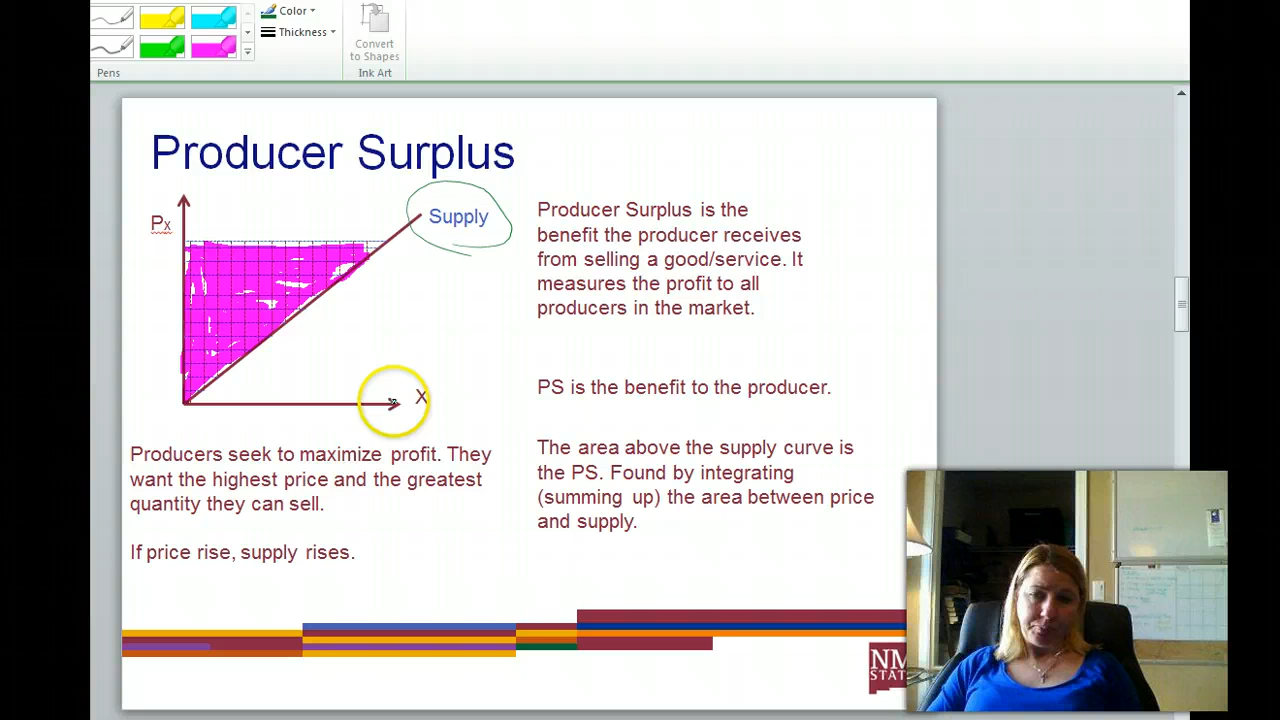 Color
Thickness
Convert
to Shapes
Pens
Ink Art
Producer Surplus
Px
Supply
X
Producer Surplus is the
benefit the producer receives
from selling a good/service. It
measures the profit to all
producers in the market.
PS is the benefit to the producer.
The area above the supply curve is
the PS. Found by integrating
(summing up) the area between price
and supply.
Producers seek to maximize profit. They
want the highest price and the greatest
quantity they can sell.
If price rise, supply rises.
NM
STAT